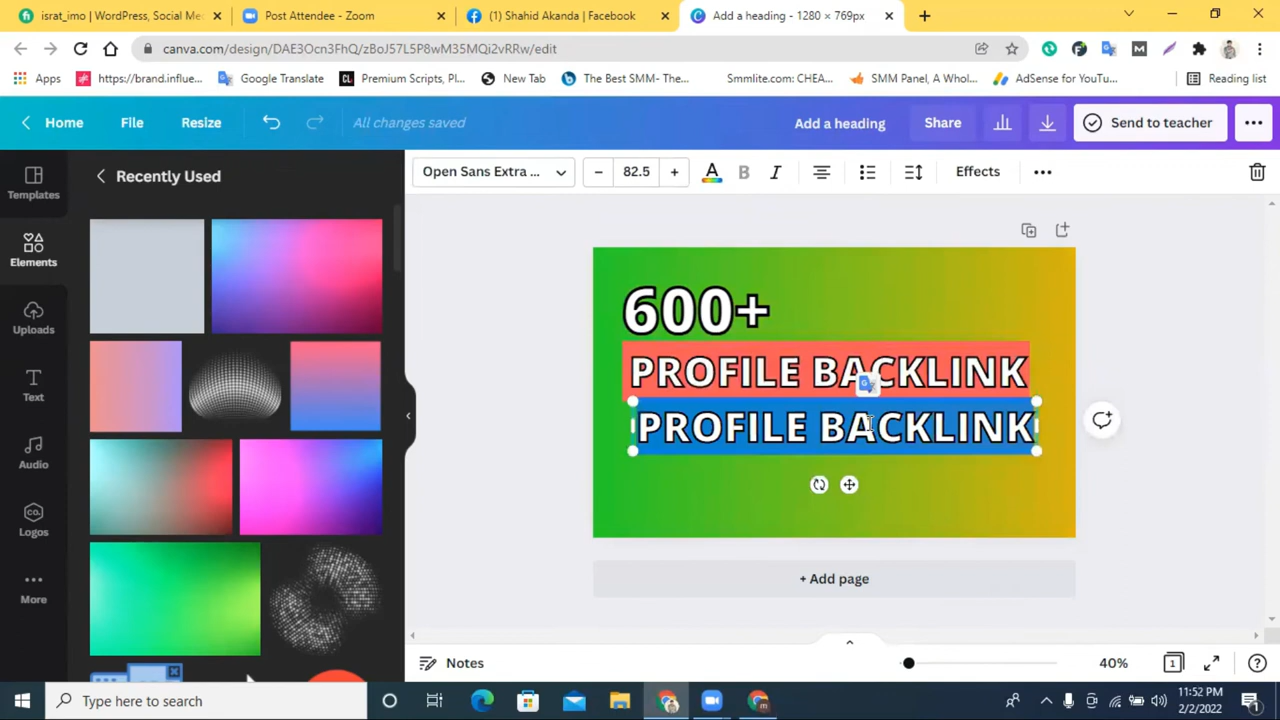 israt_imo | WordPress, Social Me
Post Attendee - Zoom
(1) Shahid Akanda | Facebook
Add a heading - 1280 × 769px
canva.com/design/DAE3Ocn3FhQ/zBoJ57L5P8wM35MQi2vRRw/edit
Apps
https://brand.influe...
Google Translate
Premium Scripts, Pl...
New Tab
The Best SMM- The...
Smmlite.com: CHEA...
SMM Panel, A Whol...
AdSense for YouTu...
Reading list
Home
File
Resize
All changes saved
Add a heading
Share
Send to teacher
Templates
Elements
Uploads
Text
Audio
Logos
More
Recently Used
Open Sans Extra ...
82.5
Effects
600+
PROFILE BACKLINK
PROFILE BACKLINK
+ Add page
Notes
40%
1
Type here to search
11:52 PM
2/2/2022
1